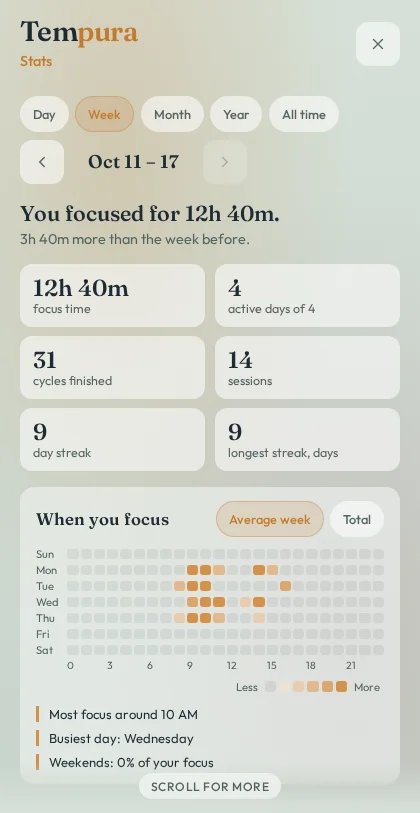 Tempura
Stats
Day Week Month Year All time
Oct 11 – 17
You focused for 12h 40m.
3h 40m more than the week before.
12h 40m
focus time
4
active days of 4
31
cycles finished
14
sessions
9
day streak
9
longest streak, days
When you focus
Average week Total
Sun
Mon
Tue
Wed
Thu
Fri
Sat
0 3 6 9 12 15 18 21
Less More
Most focus around 10 AM
Busiest day: Wednesday
Weekends: 0% of your focus
SCROLL FOR MORE